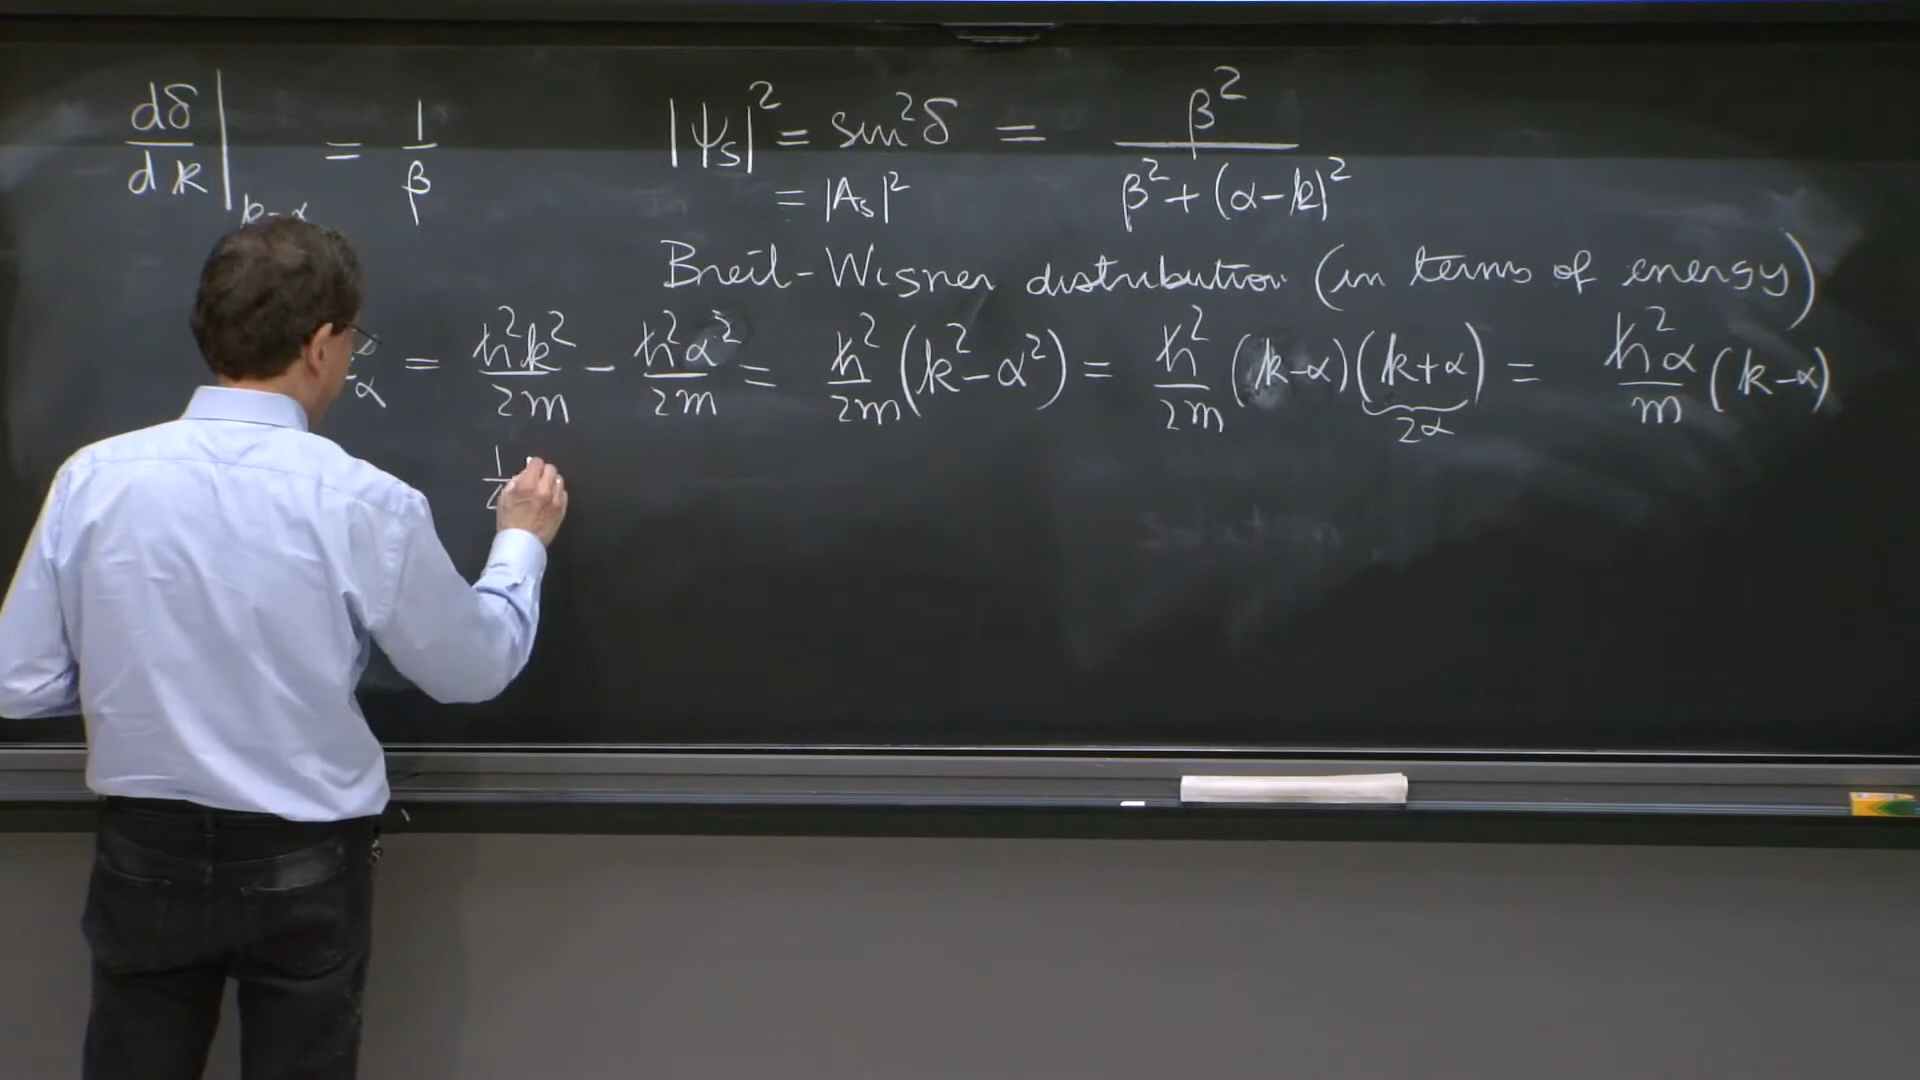 dδ/dk | k=α = 1/β
|ψs|² = sin²δ = β² / (β² + (α-k)²)
= |As|²
Breit-Wigner distribution (in terms of energy)
α = ħ²k²/2m - ħ²α²/2m = ħ²/2m (k²-α²) = ħ²/2m (k-α)(k+α) = ħ²α/m (k-α)
2α
1